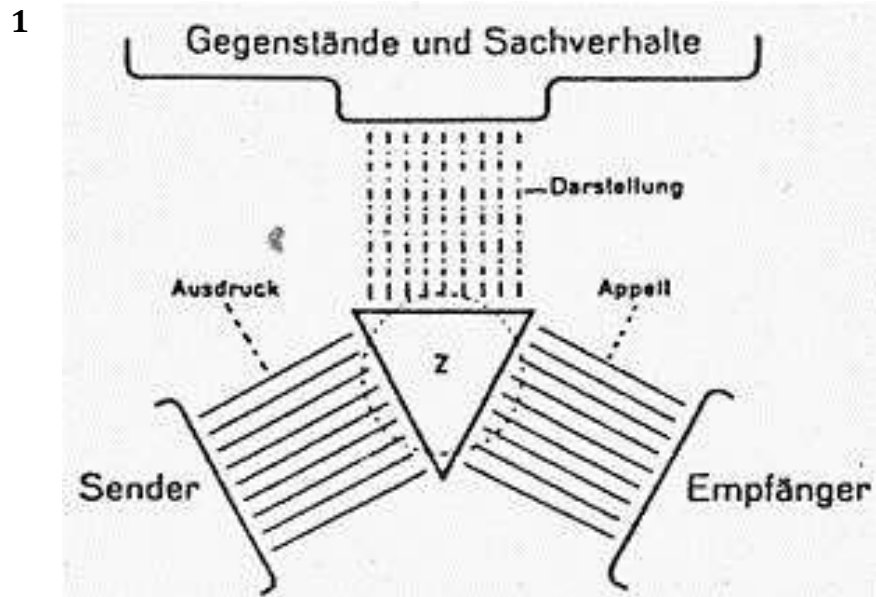 1
Gegenstände und Sachverhalte
Darstellung
Ausdruck
Appell
Z
Sender
Empfänger